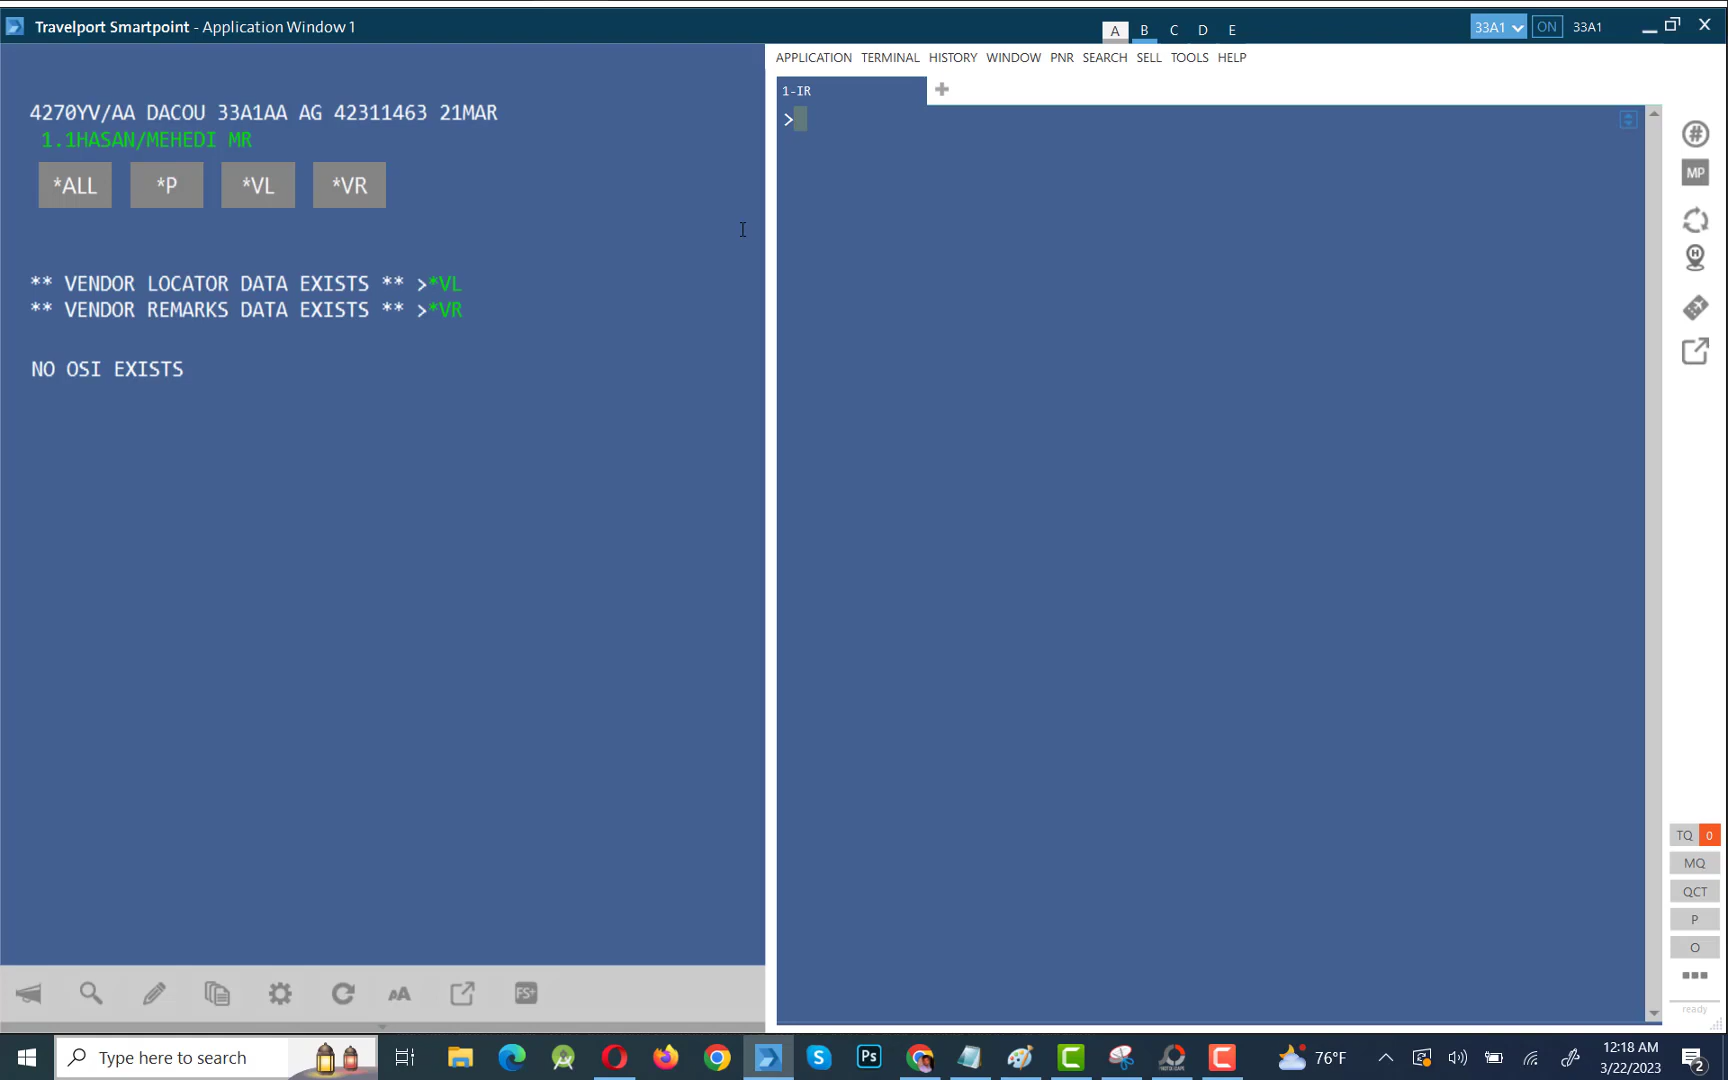 Travelport Smartpoint - Application Window 1
A B C D E
33A1 ON 33A1
APPLICATION TERMINAL HISTORY WINDOW PNR SEARCH SELL TOOLS HELP
1-IR
>
4270YV/AA DACOU 33A1AA AG 42311463 21MAR
1.1HASAN/MEHEDI MR
*ALL *P *VL *VR
** VENDOR LOCATOR DATA EXISTS ** >*VL
** VENDOR REMARKS DATA EXISTS ** >*VR
NO OSI EXISTS
#
MP
H
TQ 0
MQ
QCT
P
O
ready
AA FS+
Type here to search
Ps
76°F
12:18 AM
3/22/2023
2